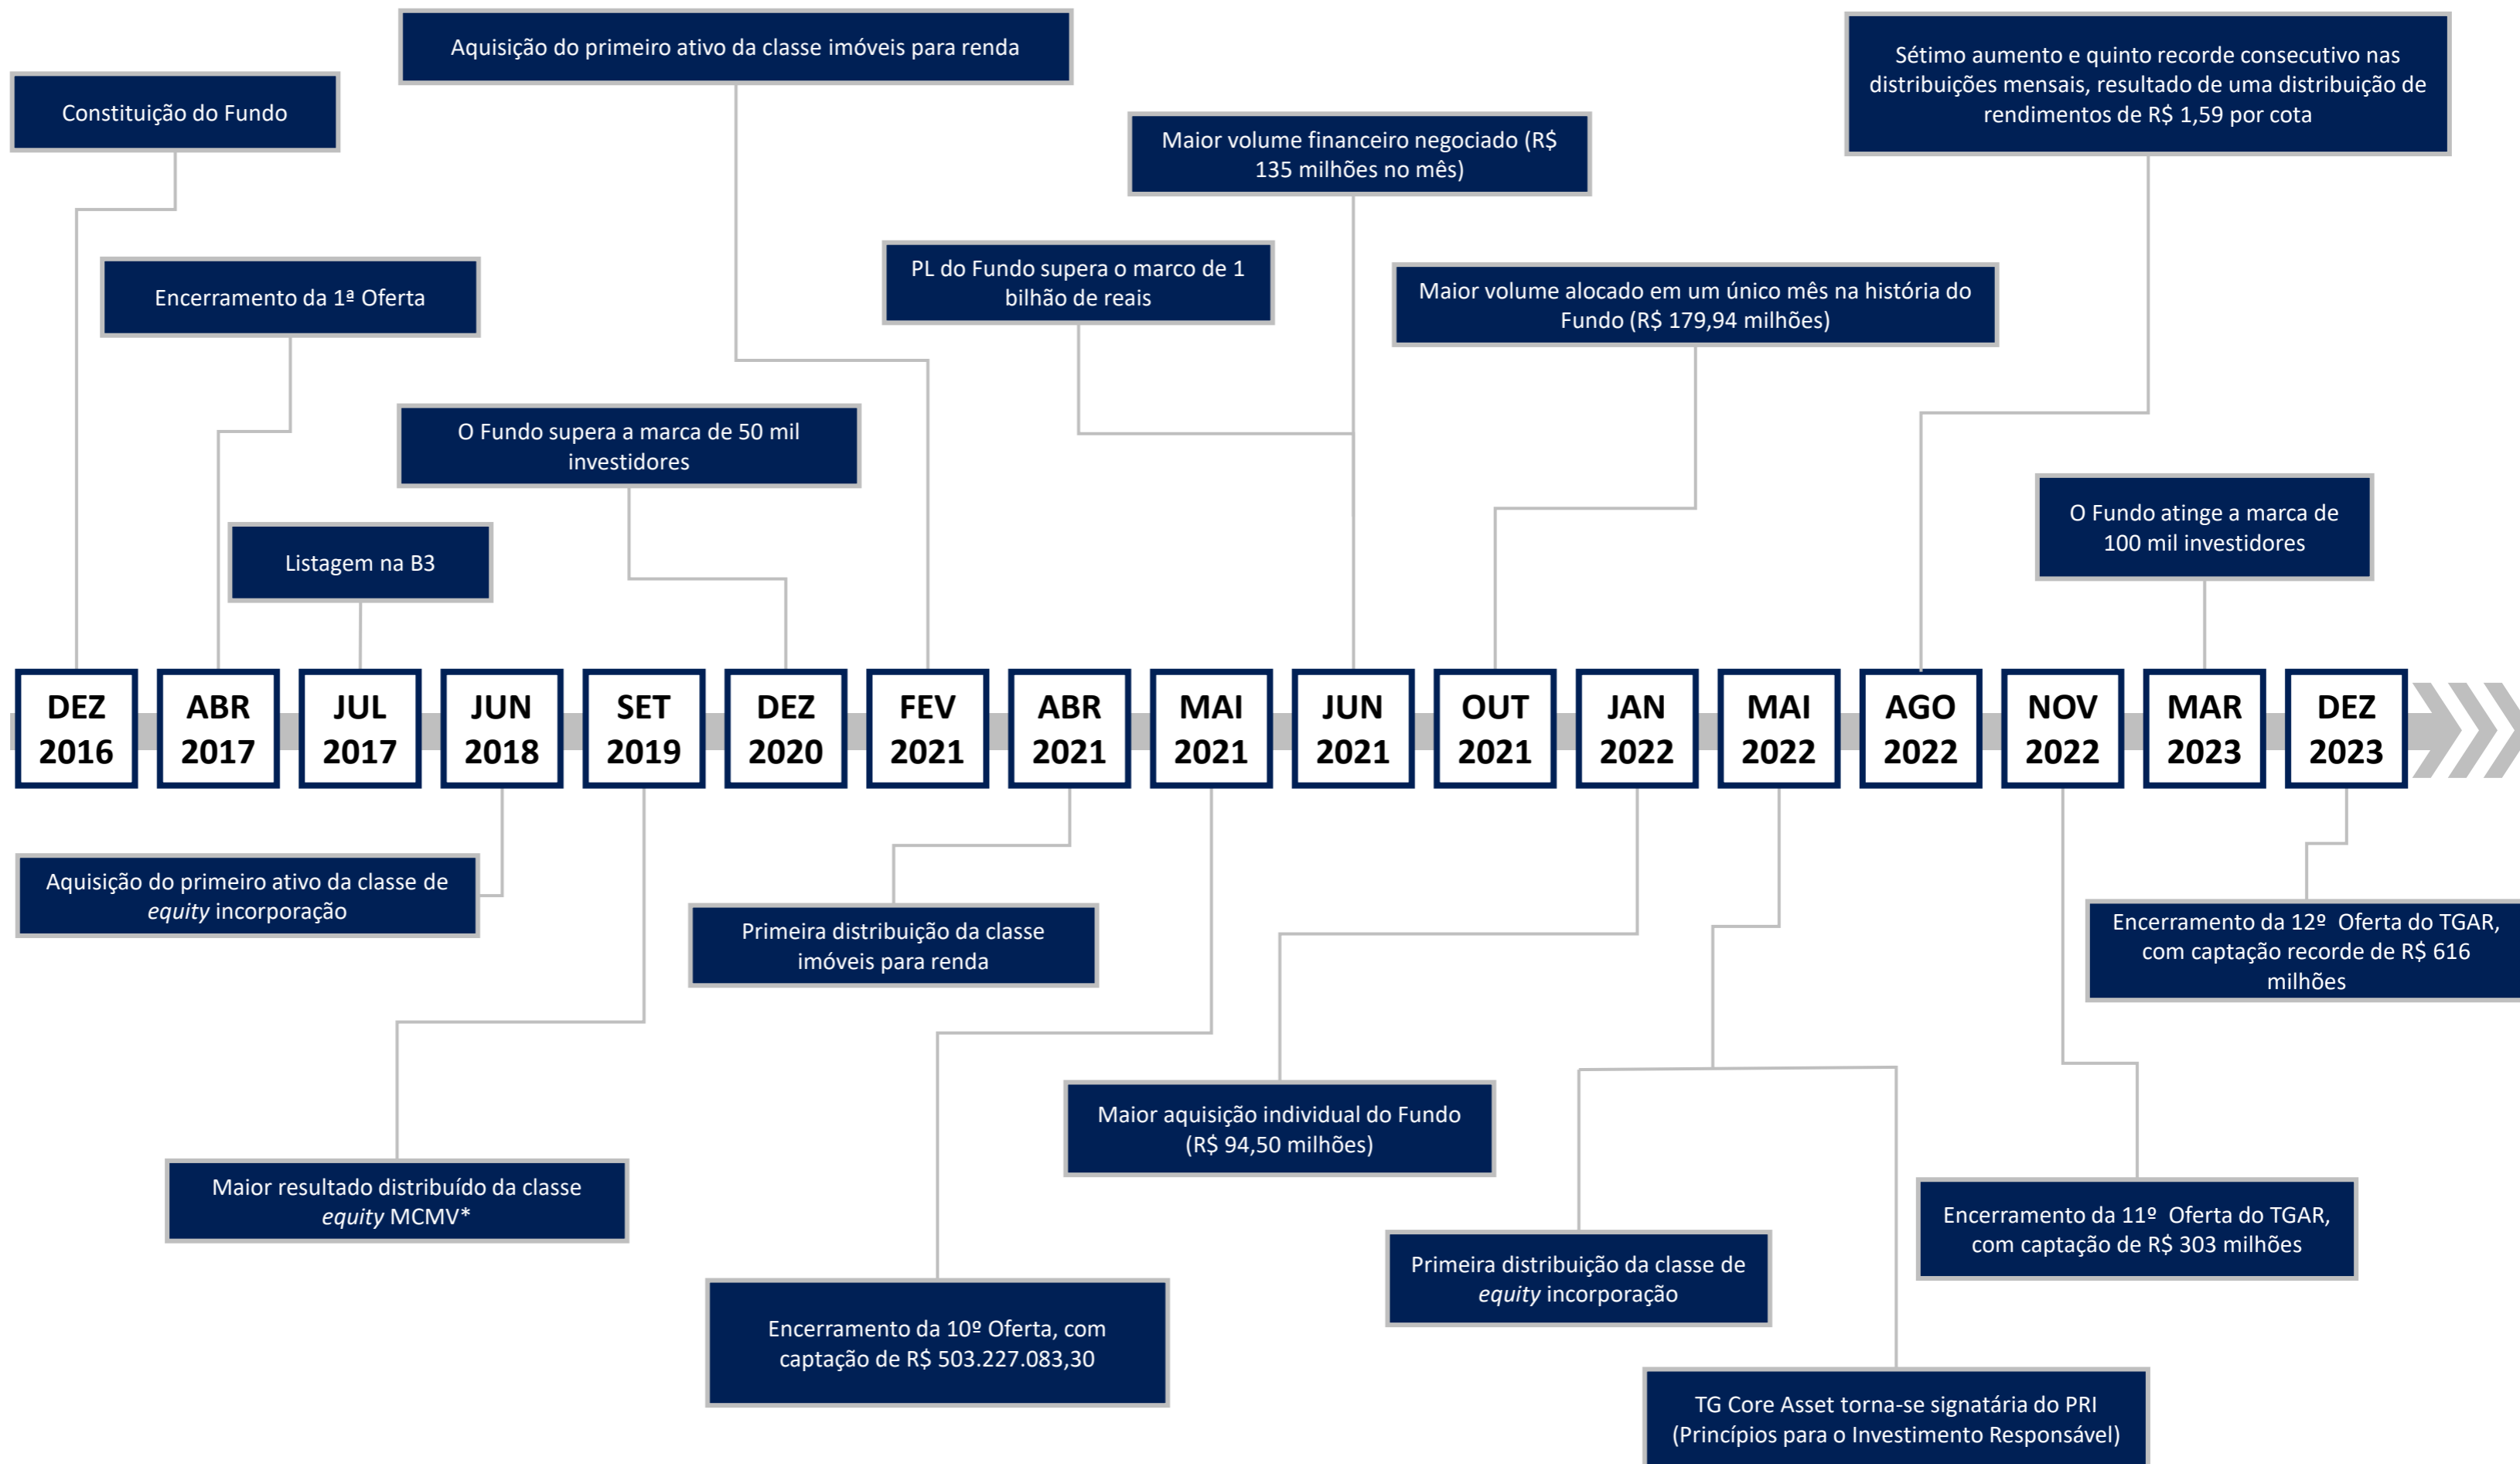 Aquisição do primeiro ativo da classe imóveis para renda
Sétimo aumento e quinto recorde consecutivo nas
distribuições mensais, resultado de uma distribuição de
rendimentos de R$ 1,59 por cota
Constituição do Fundo
Maior volume financeiro negociado (R$
135 milhões no mês)
Encerramento da 1ª Oferta
PL do Fundo supera o marco de 1
bilhão de reais
Maior volume alocado em um único mês na história do
Fundo (R$ 179,94 milhões)
O Fundo supera a marca de 50 mil
investidores
Listagem na B3
O Fundo atinge a marca de
100 mil investidores
DEZ
2016
ABR
2017
JUL
2017
JUN
2018
SET
2019
DEZ
2020
FEV
2021
ABR
2021
MAI
2021
JUN
2021
OUT
2021
JAN
2022
MAI
2022
AGO
2022
NOV
2022
MAR
2023
DEZ
2023
Aquisição do primeiro ativo da classe de
equity incorporação
Primeira distribuição da classe
imóveis para renda
Encerramento da 12º Oferta do TGAR,
com captação recorde de R$ 616
milhões
Maior aquisição individual do Fundo
(R$ 94,50 milhões)
Maior resultado distribuído da classe
equity MCMV*
Encerramento da 11º Oferta do TGAR,
com captação de R$ 303 milhões
Primeira distribuição da classe de
equity incorporação
Encerramento da 10º Oferta, com
captação de R$ 503.227.083,30
TG Core Asset torna-se signatária do PRI
(Princípios para o Investimento Responsável)